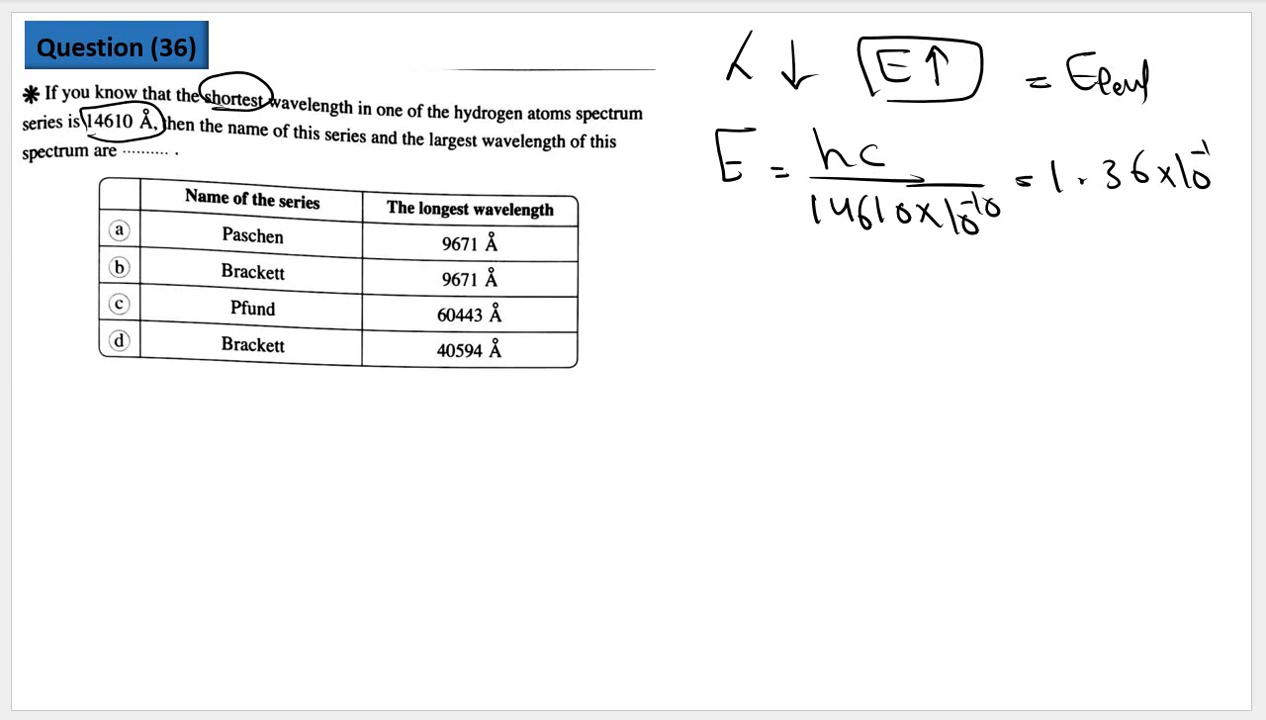 Question (36)
* If you know that the shortest wavelength in one of the hydrogen atoms spectrum
series is 14610 Å, then the name of this series and the largest wavelength of this
spectrum are .......... .
Name of the series The longest wavelength
a Paschen 9671 Å
b Brackett 9671 Å
c Pfund 60443 Å
d Brackett 40594 Å
λ ↓ E↑ =
E = hc / 14610×10⁻¹⁰ = 1.36×10⁻¹